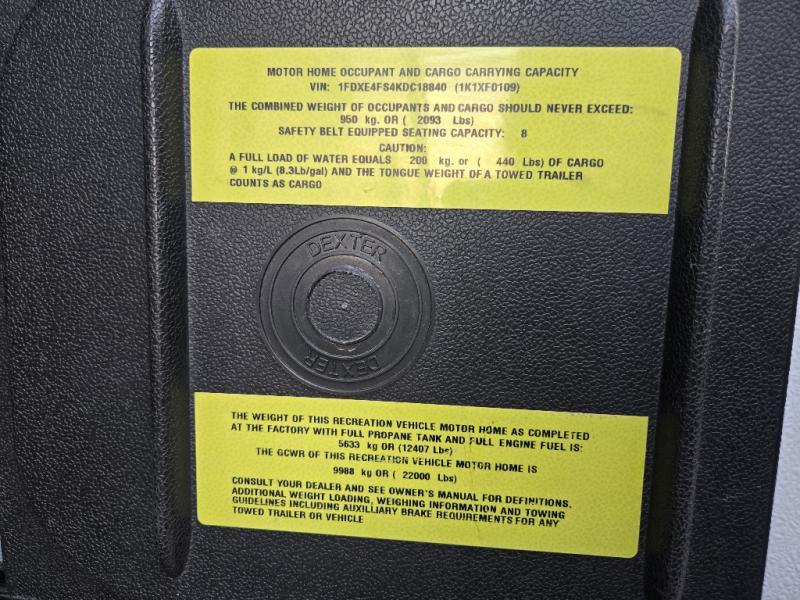 MOTOR HOME OCCUPANT AND CARGO CARRYING CAPACITY
VIN: 1FDXE4FS4KDC18840 (1K1XF0109)
THE COMBINED WEIGHT OF OCCUPANTS AND CARGO SHOULD NEVER EXCEED:
950 kg. OR ( 2093 Lbs)
SAFETY BELT EQUIPPED SEATING CAPACITY: 8
CAUTION:
A FULL LOAD OF WATER EQUALS 200 kg. or ( 440 Lbs) OF CARGO
@ 1 kg/L (8.3Lb/gal) AND THE TONGUE WEIGHT OF A TOWED TRAILER
COUNTS AS CARGO
DEXTER
DEXTER
THE WEIGHT OF THIS RECREATION VEHICLE MOTOR HOME AS COMPLETED
AT THE FACTORY WITH FULL PROPANE TANK AND FULL ENGINE FUEL IS:
5633 kg OR (12407 Lbs)
THE GCWR OF THIS RECREATION VEHICLE MOTOR HOME IS
9988 kg OR ( 22000 Lbs)
CONSULT YOUR DEALER AND SEE OWNER'S MANUAL FOR DEFINITIONS,
ADDITIONAL WEIGHT LOADING, WEIGHING INFORMATION AND TOWING
GUIDELINES INCLUDING AUXILLIARY BRAKE REQUIREMENTS FOR ANY
TOWED TRAILER OR VEHICLE